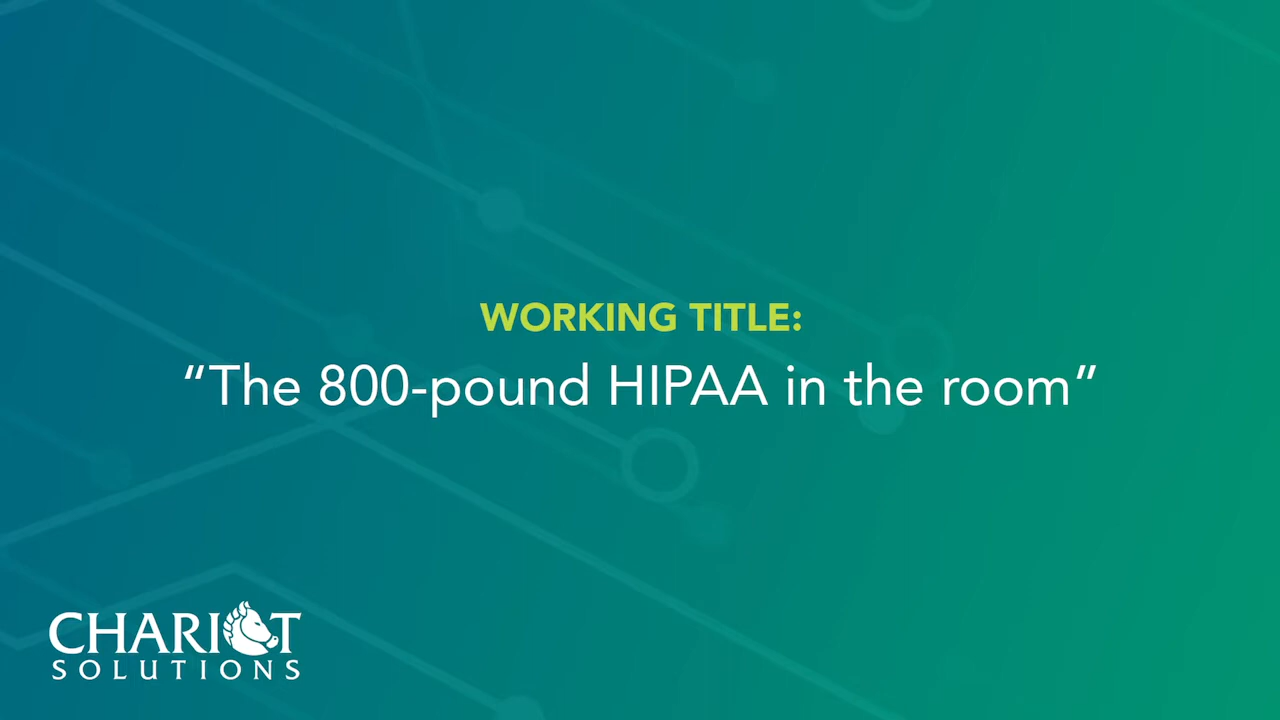 WORKING TITLE:
“The 800-pound HIPAA in the room”
CHARIOT
SOLUTIONS